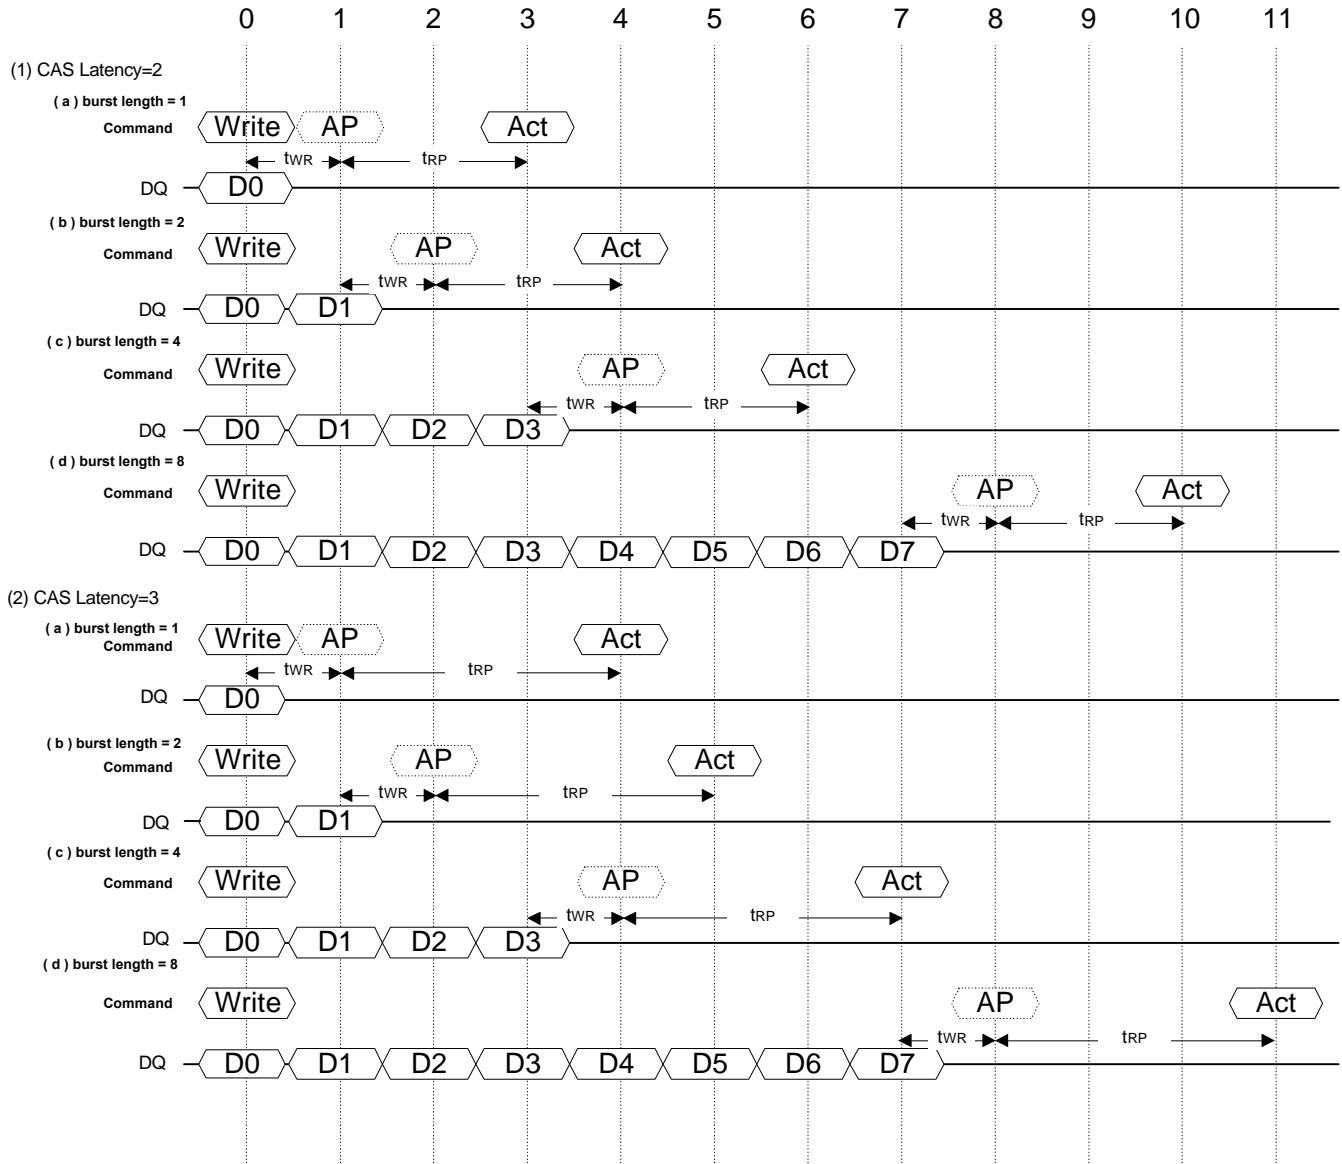 0 1 2 3 4 5 6 7 8 9 10 11
(1) CAS Latency=2
( a ) burst length = 1
Command Write AP Act
tWR tRP
DQ D0
( b ) burst length = 2
Command Write AP Act
tWR tRP
DQ D0 D1
( c ) burst length = 4
Command Write AP Act
tWR tRP
DQ D0 D1 D2 D3
( d ) burst length = 8
Command Write AP Act
tWR tRP
DQ D0 D1 D2 D3 D4 D5 D6 D7
(2) CAS Latency=3
( a ) burst length = 1
Command Write AP Act
tWR tRP
DQ D0
( b ) burst length = 2
Command Write AP Act
tWR tRP
DQ D0 D1
( c ) burst length = 4
Command Write AP Act
tWR tRP
DQ D0 D1 D2 D3
( d ) burst length = 8
Command Write AP Act
tWR tRP
DQ D0 D1 D2 D3 D4 D5 D6 D7